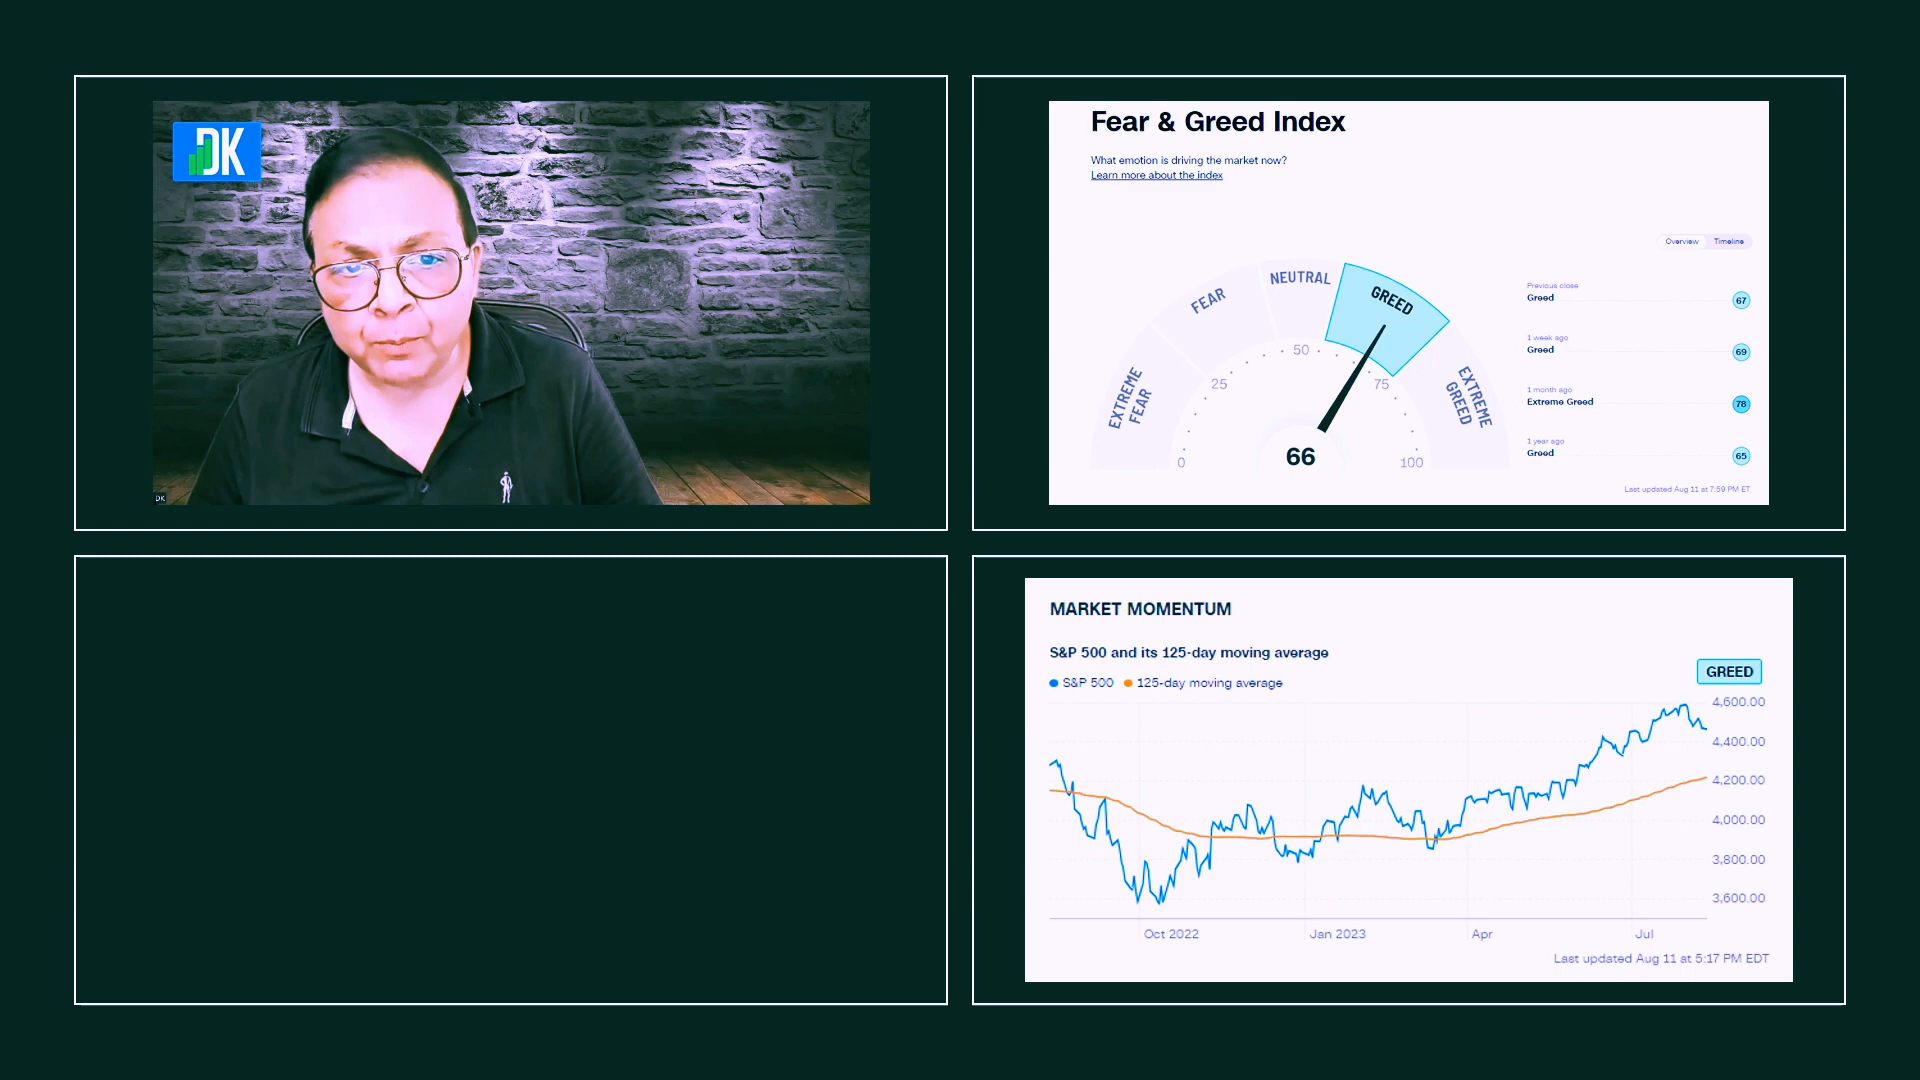 DK
DK
Fear & Greed Index
What emotion is driving the market now?
Learn more about the index
Overview
Timeline
EXTREME FEAR
FEAR
NEUTRAL
GREED
EXTREME GREED
0
25
50
75
100
66
Previous close
Greed
67
1 week ago
Greed
69
1 month ago
Extreme Greed
78
1 year ago
Greed
65
Last updated Aug 11 at 7:59 PM ET
MARKET MOMENTUM
S&P 500 and its 125-day moving average
S&P 500
125-day moving average
GREED
4,600.00
4,400.00
4,200.00
4,000.00
3,800.00
3,600.00
Oct 2022
Jan 2023
Apr
Jul
Last updated Aug 11 at 5:17 PM EDT